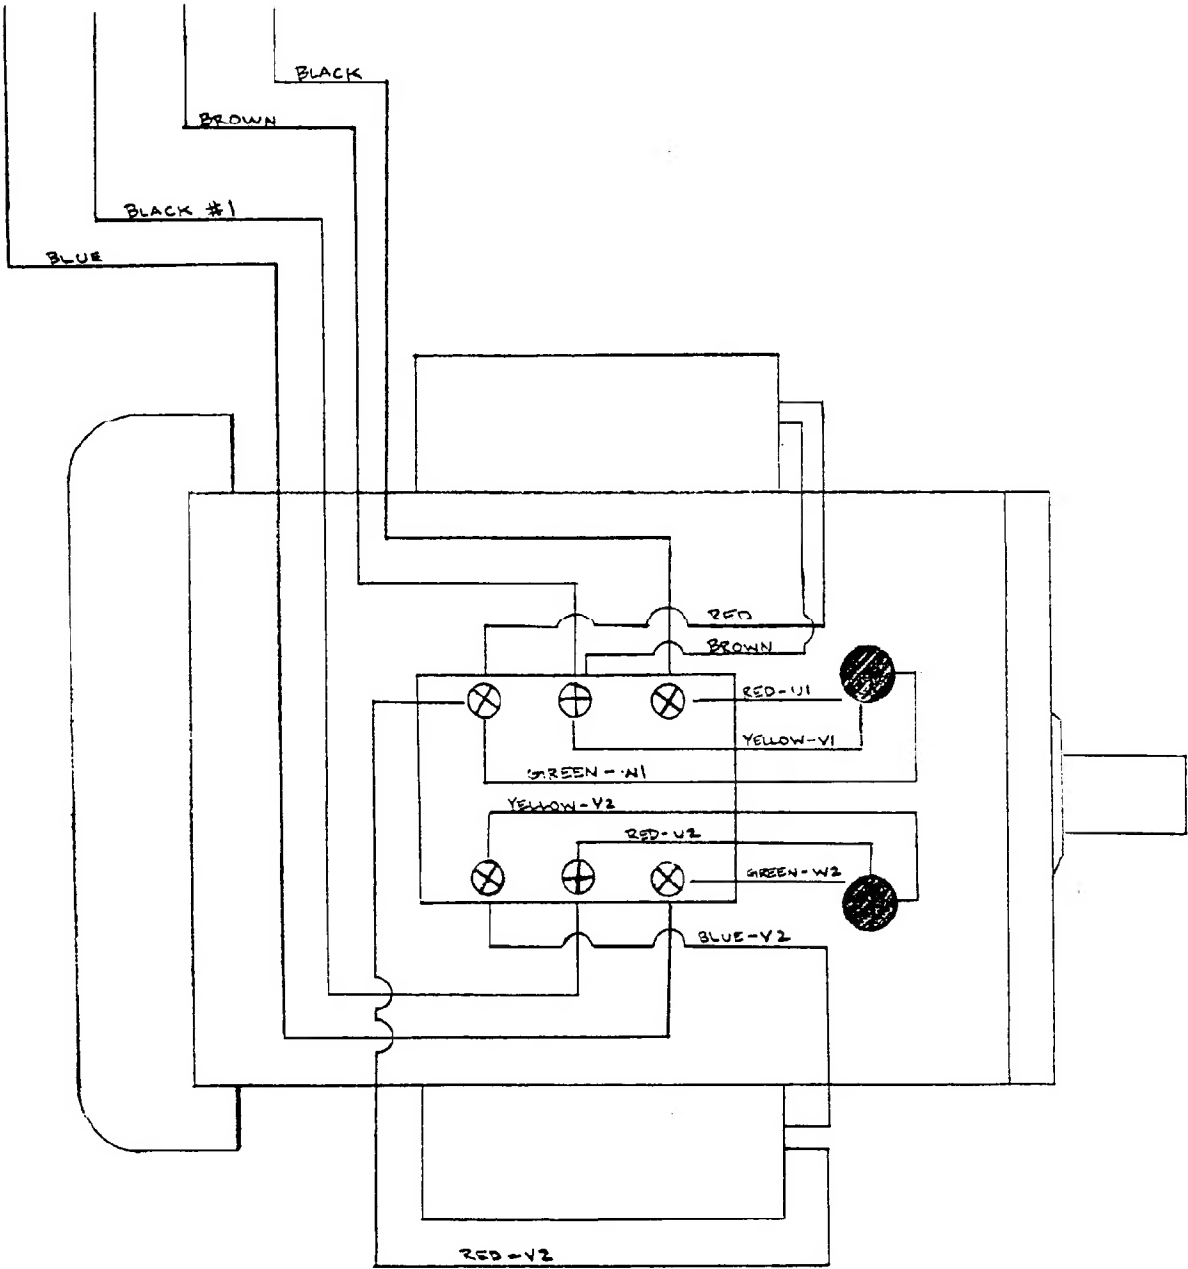 BLACK
BROWN
BLACK #1
BLUE
RED
BROWN
RED-U1
YELLOW-V1
GREEN-W1
YELLOW-V2
RED-U2
GREEN-W2
BLUE-V2
RED-V2